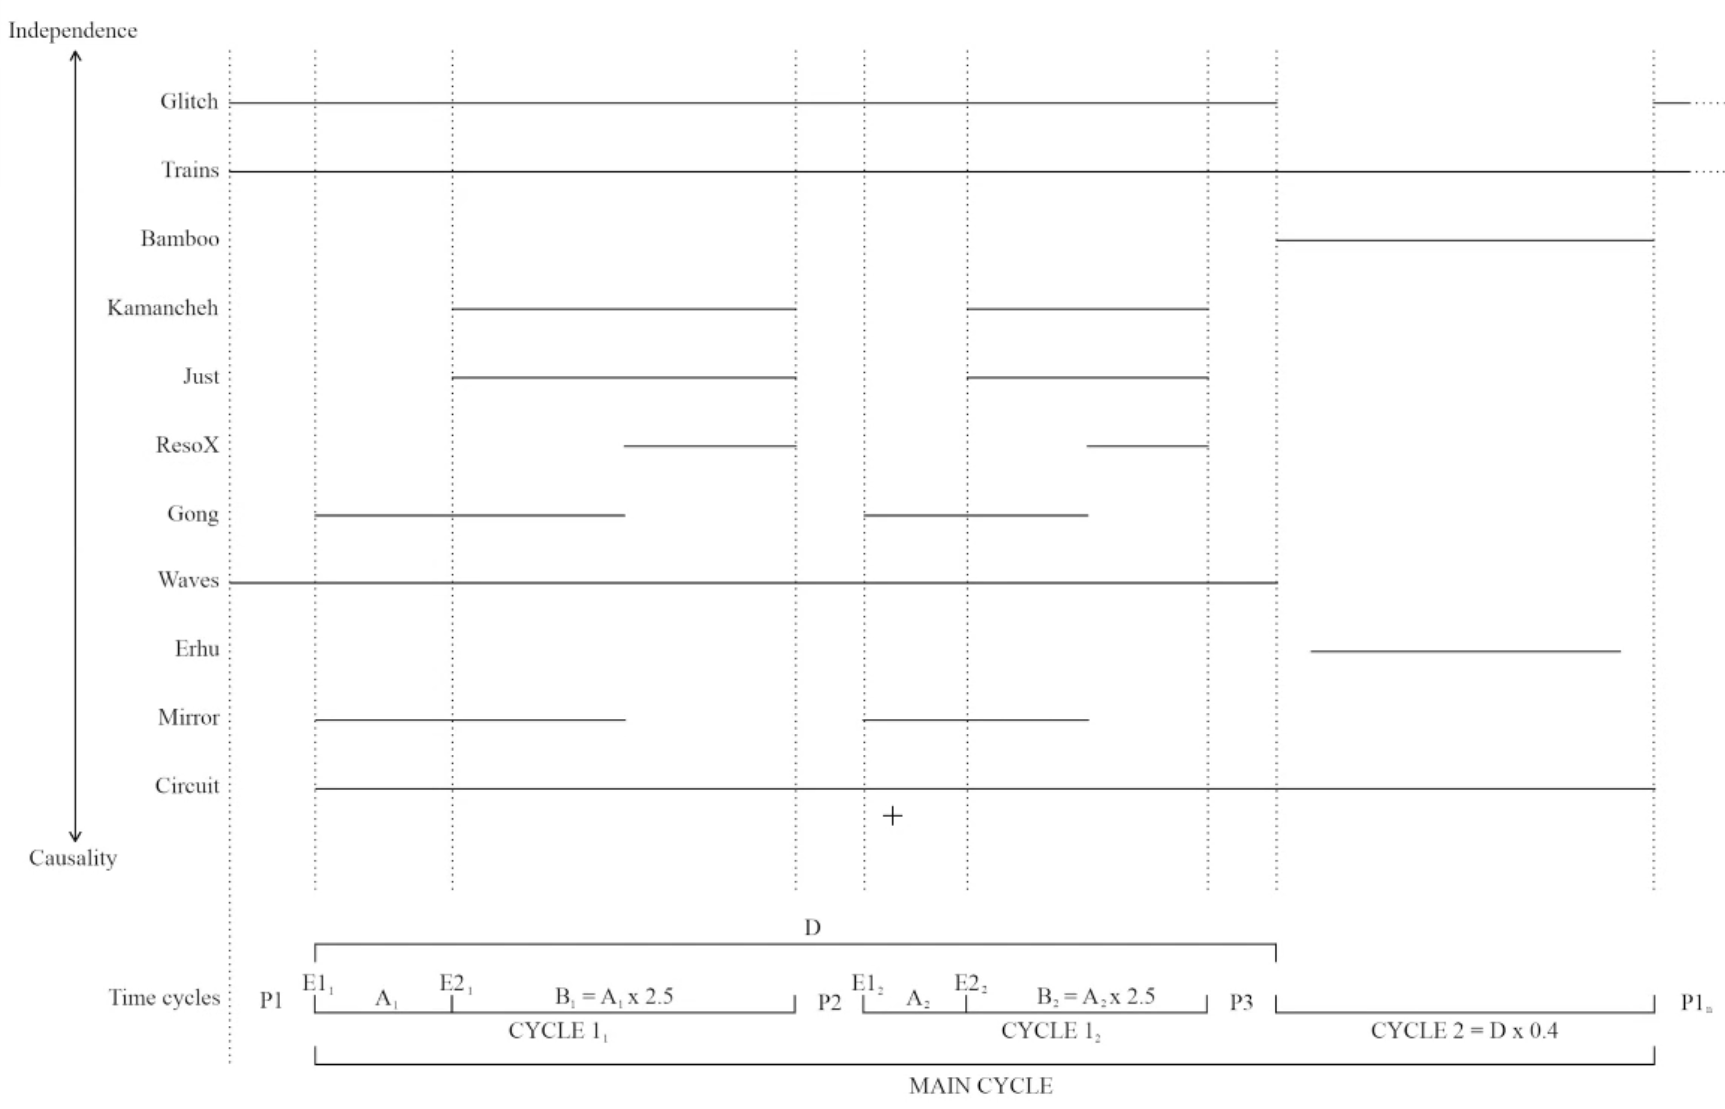 Independence
Glitch
Trains
Bamboo
Kamancheh
Just
ResoX
Gong
Waves
Erhu
Mirror
Circuit
Causality
D
E1₁ E2₁ E1₂ E2₂
Time cycles P1 A₁ B₁ = A₁ x 2.5 P2 A₂ B₂ = A₂ x 2.5 P3 P1ₙ
CYCLE 1₁ CYCLE 1₂ CYCLE 2 = D x 0.4
MAIN CYCLE